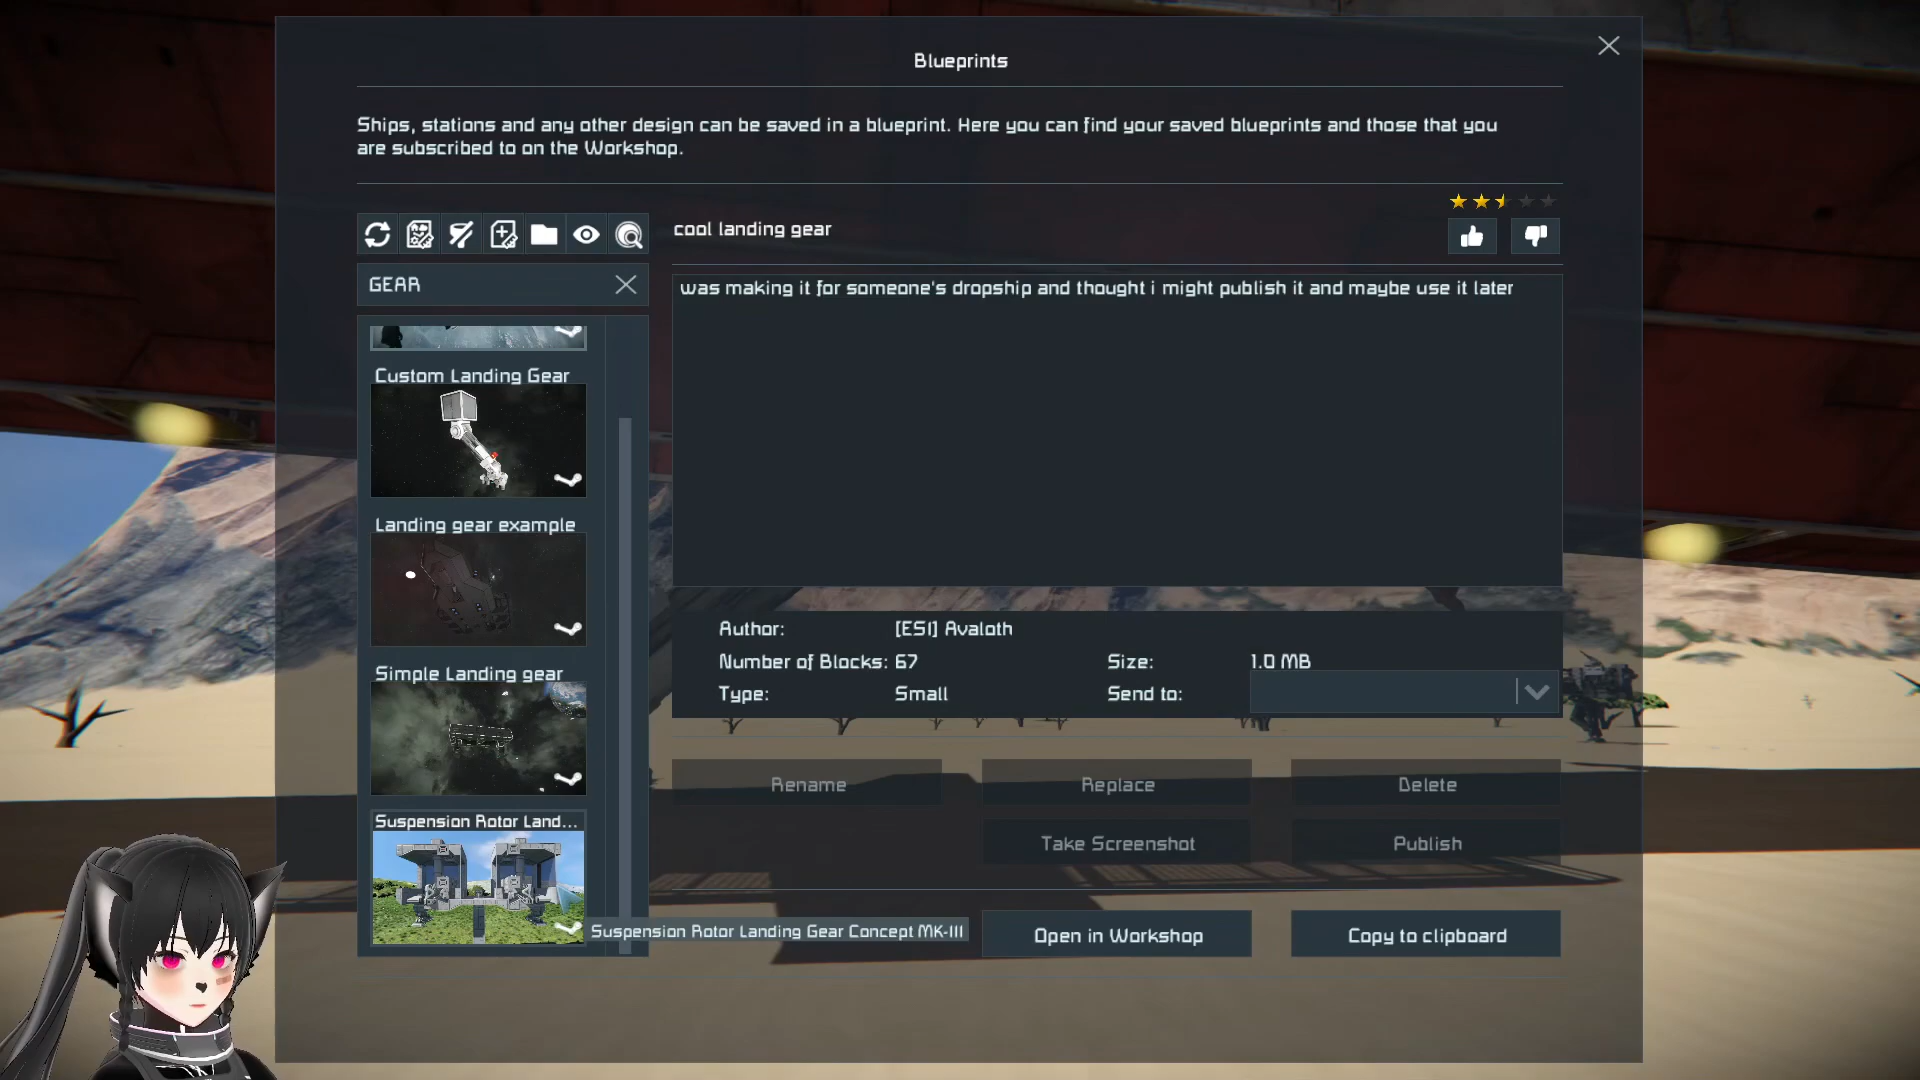 Blueprints
Ships, stations and any other design can be saved in a blueprint. Here you can find your saved blueprints and those that you
are subscribed to on the Workshop.
cool landing gear
GEAR
was making it for someone's dropship and thought i might publish it and maybe use it later
Custom Landing Gear
Landing gear example
Simple Landing gear
Suspension Rotor Land...
Suspension Rotor Landing Gear Concept MK-III
Author: [ESI] Avaloth
Number of Blocks: 67 Size: 1.0 MB
Type: Small Send to:
Rename Replace Delete
Take Screenshot Publish
Open in Workshop Copy to clipboard